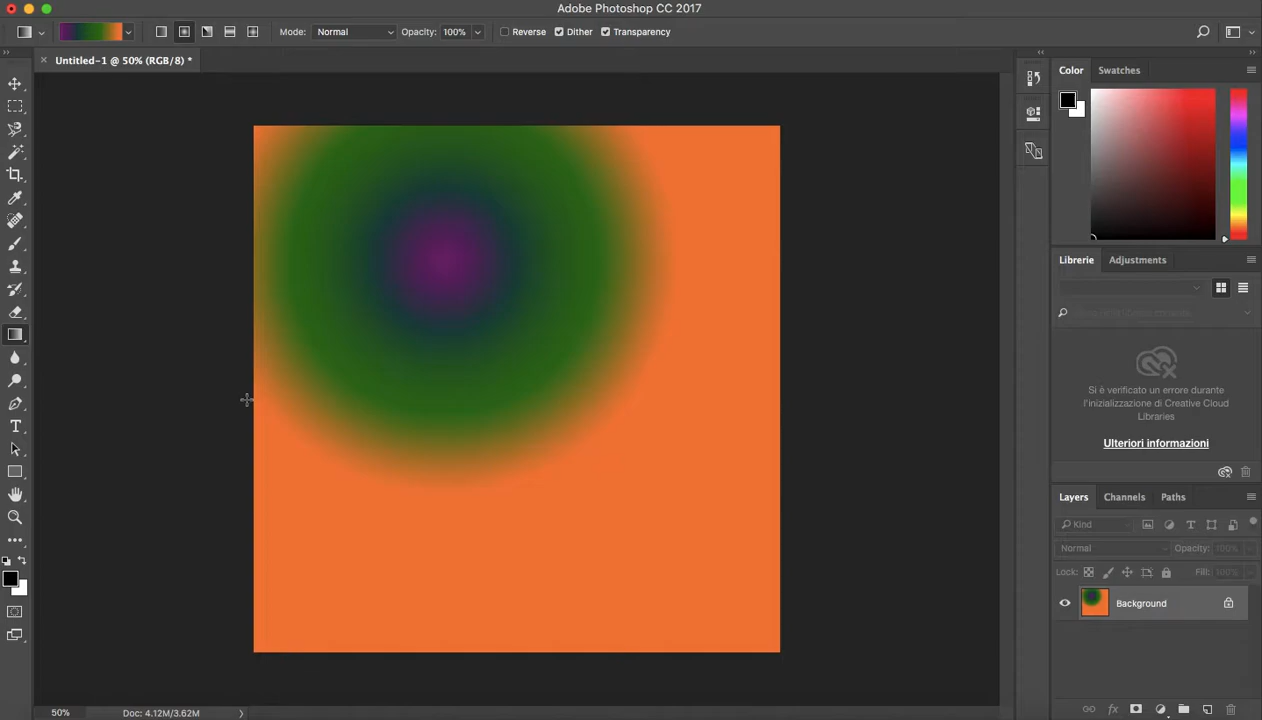 Adobe Photoshop CC 2017
Mode: Normal Opacity: 100% Reverse Dither Transparency
Untitled-1 @ 50% (RGB/8) *
Color Swatches
Librerie Adjustments
Si è verificato un errore durante
l'inizializzazione di Creative Cloud
Libraries
Ulteriori informazioni
Layers Channels Paths
Kind
Normal Opacity: 100%
Lock: Fill: 100%
Background
50% Doc: 4.12M/3.62M